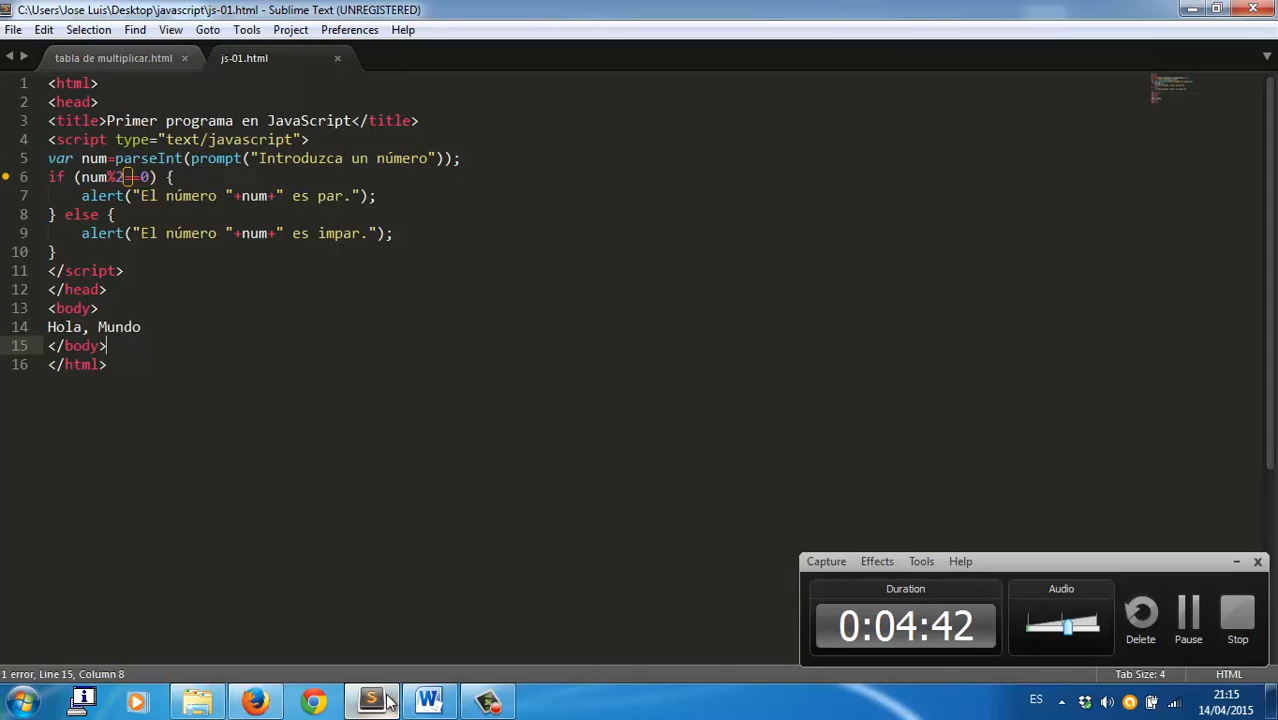 C:\Users\Jose Luis\Desktop\javascript\js-01.html - Sublime Text (UNREGISTERED)
File Edit Selection Find View Goto Tools Project Preferences Help
tabla de multiplicar.html js-01.html
1 <html>
2 <head>
3 <title>Primer programa en JavaScript</title>
4 <script type="text/javascript">
5 var num=parseInt(prompt("Introduzca un número"));
6 if (num%2==0) {
7 alert("El número "+num+" es par.");
8 } else {
9 alert("El número "+num+" es impar.");
10 }
11 </script>
12 </head>
13 <body>
14 Hola, Mundo
15 </body>
16 </html>
Capture Effects Tools Help
Duration Audio
0:04:42
Delete Pause Stop
1 error, Line 15, Column 8 Tab Size: 4 HTML
ES 21:15
14/04/2015